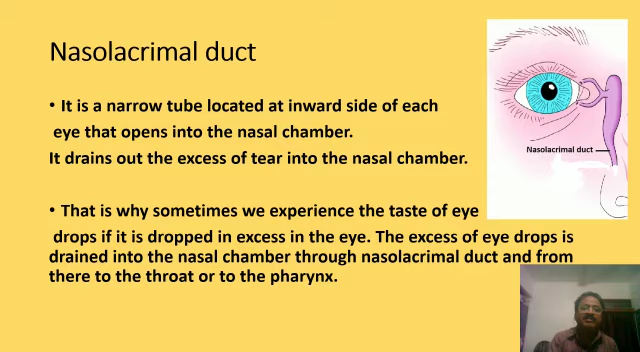 Nasolacrimal duct
• It is a narrow tube located at inward side of each
eye that opens into the nasal chamber.
It drains out the excess of tear into the nasal chamber.
Nasolacrimal duct
• That is why sometimes we experience the taste of eye
drops if it is dropped in excess in the eye. The excess of eye drops is
drained into the nasal chamber through nasolacrimal duct and from
there to the throat or to the pharynx.